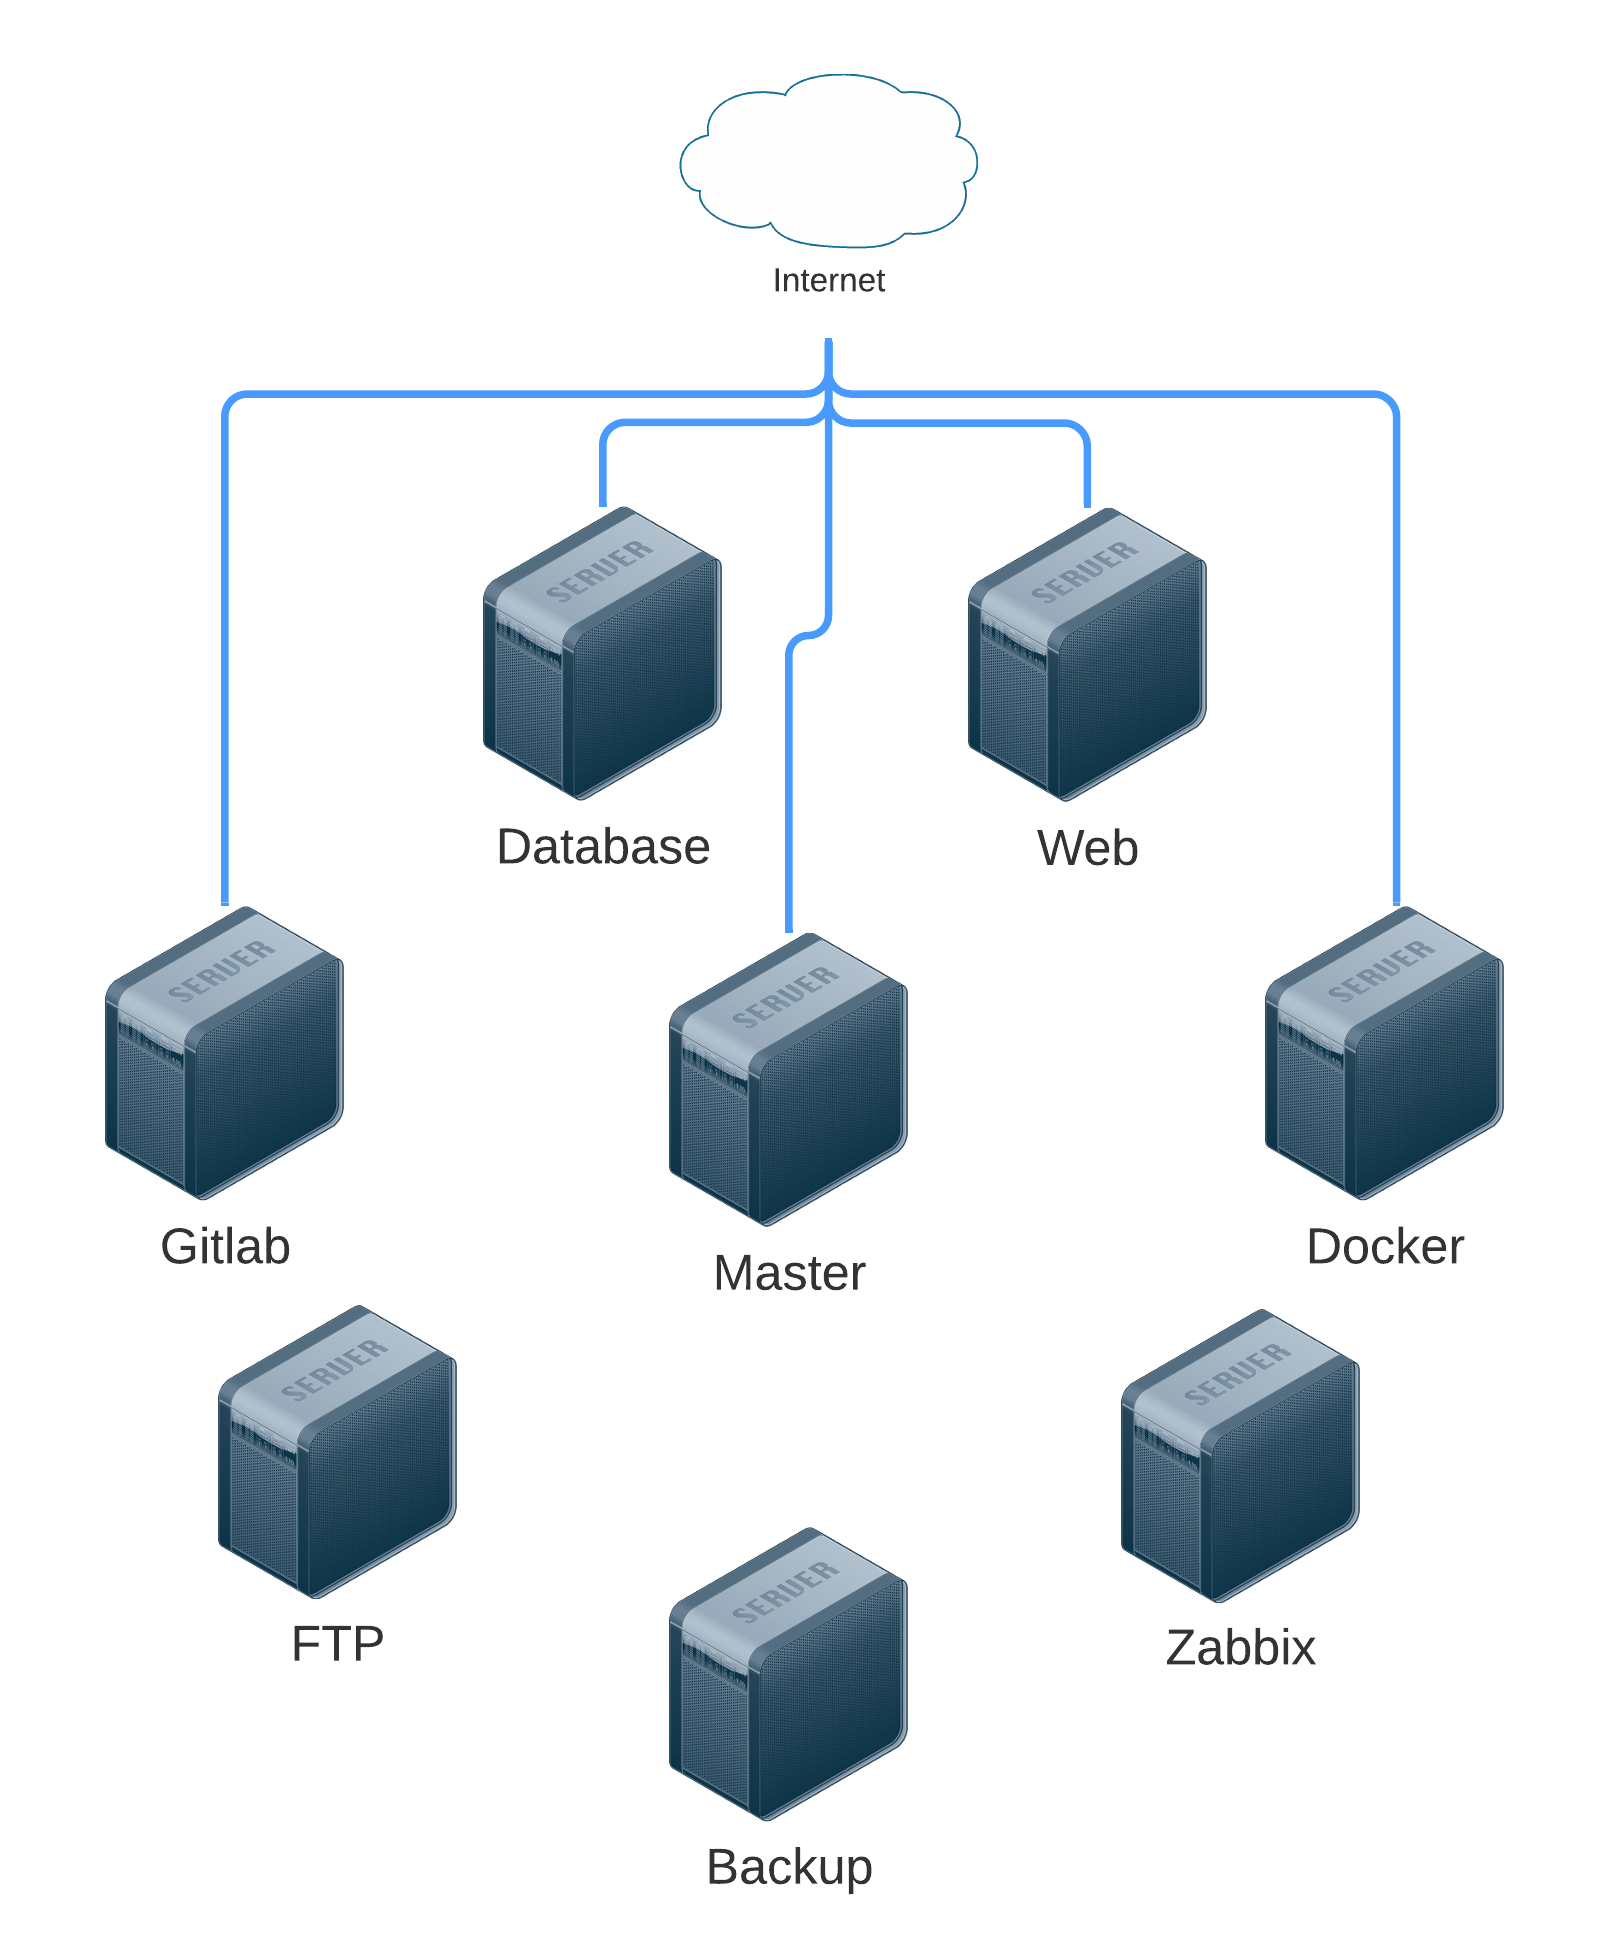 Internet
SERVER
SERVER
Database
Web
SERVER
SERVER
SERVER
Gitlab
Master
Docker
SERVER
SERVER
FTP
Zabbix
SERVER
Backup